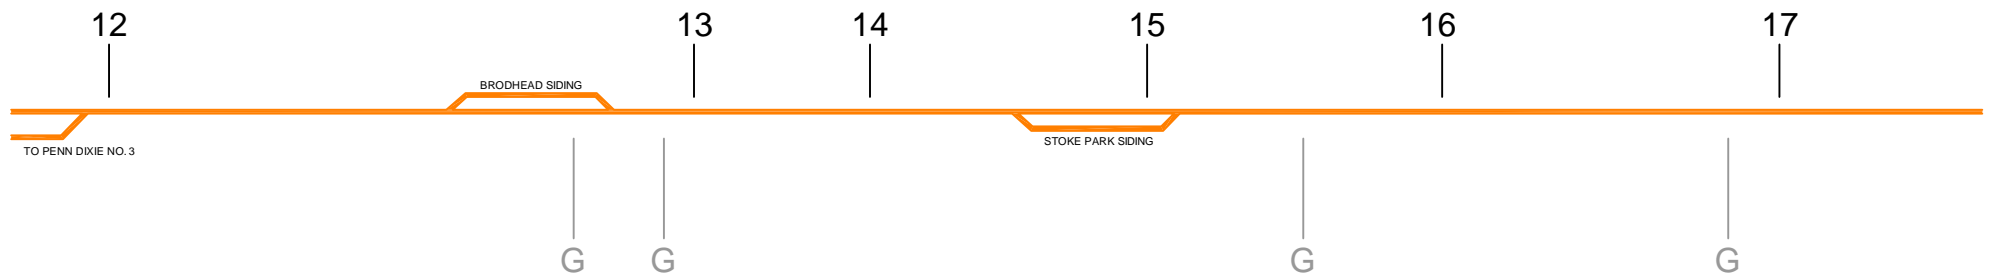 12 13 14 15 16 17
BRODHEAD SIDING
STOKE PARK SIDING
TO PENN DIXIE NO. 3
G G G G